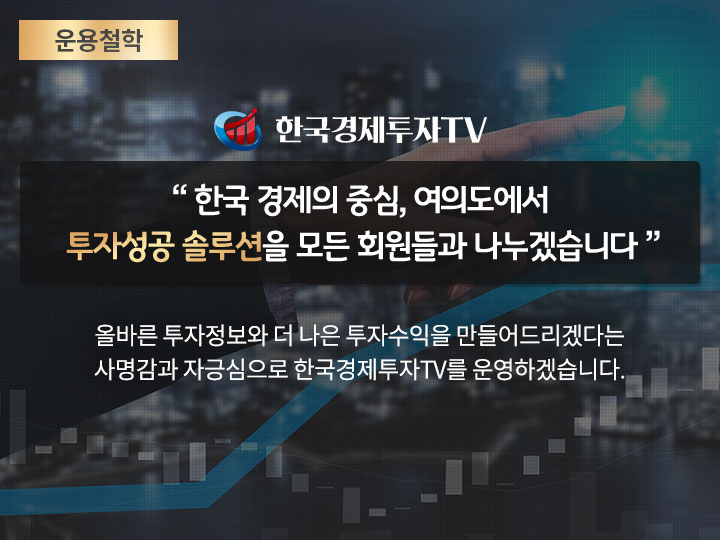 운용철학
한국경제투자TV
“ 한국 경제의 중심, 여의도에서
투자성공 솔루션을 모든 회원들과 나누겠습니다 ”
올바른 투자정보와 더 나은 투자수익을 만들어드리겠다는
사명감과 자긍심으로 한국경제투자TV를 운영하겠습니다.